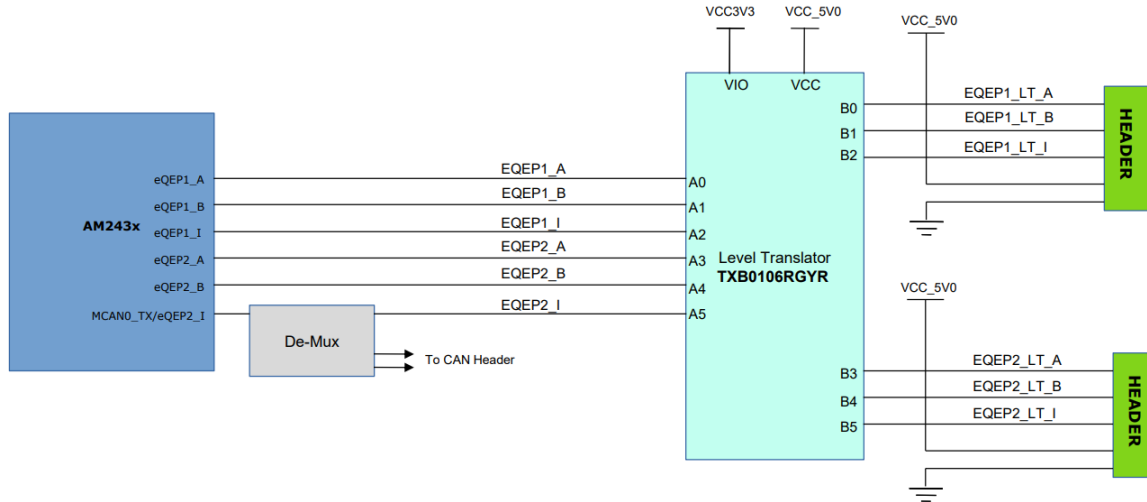 VCC3V3
VCC_5V0
VCC_5V0
VIO
VCC
EQEP1_LT_A
B0
EQEP1_LT_B
B1
EQEP1_LT_I
B2
HEADER
EQEP1_A
eQEP1_A
A0
EQEP1_B
eQEP1_B
A1
AM243x
EQEP1_I
eQEP1_I
A2
EQEP2_A
eQEP2_A
A3
Level Translator
TXB0106RGYR
EQEP2_B
eQEP2_B
A4
VCC_5V0
EQEP2_I
MCAN0_TX/eQEP2_I
A5
De-Mux
To CAN Header
EQEP2_LT_A
B3
EQEP2_LT_B
B4
EQEP2_LT_I
B5
HEADER